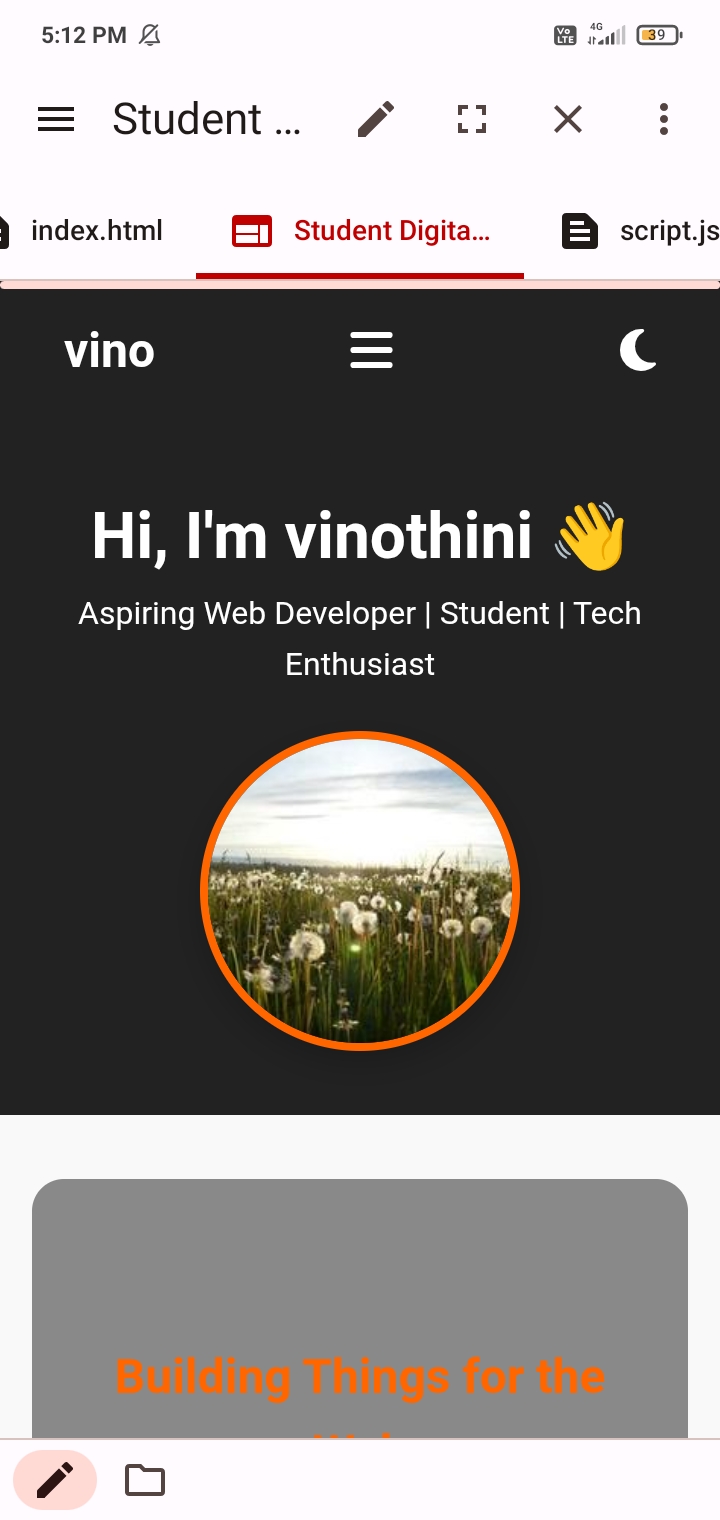 5:12 PM
Vo LTE 4G 39
Student ...
index.html
Student Digita...
script.js
vino
Hi, I'm vinothini 👋
Aspiring Web Developer | Student | Tech
Enthusiast
Building Things for the